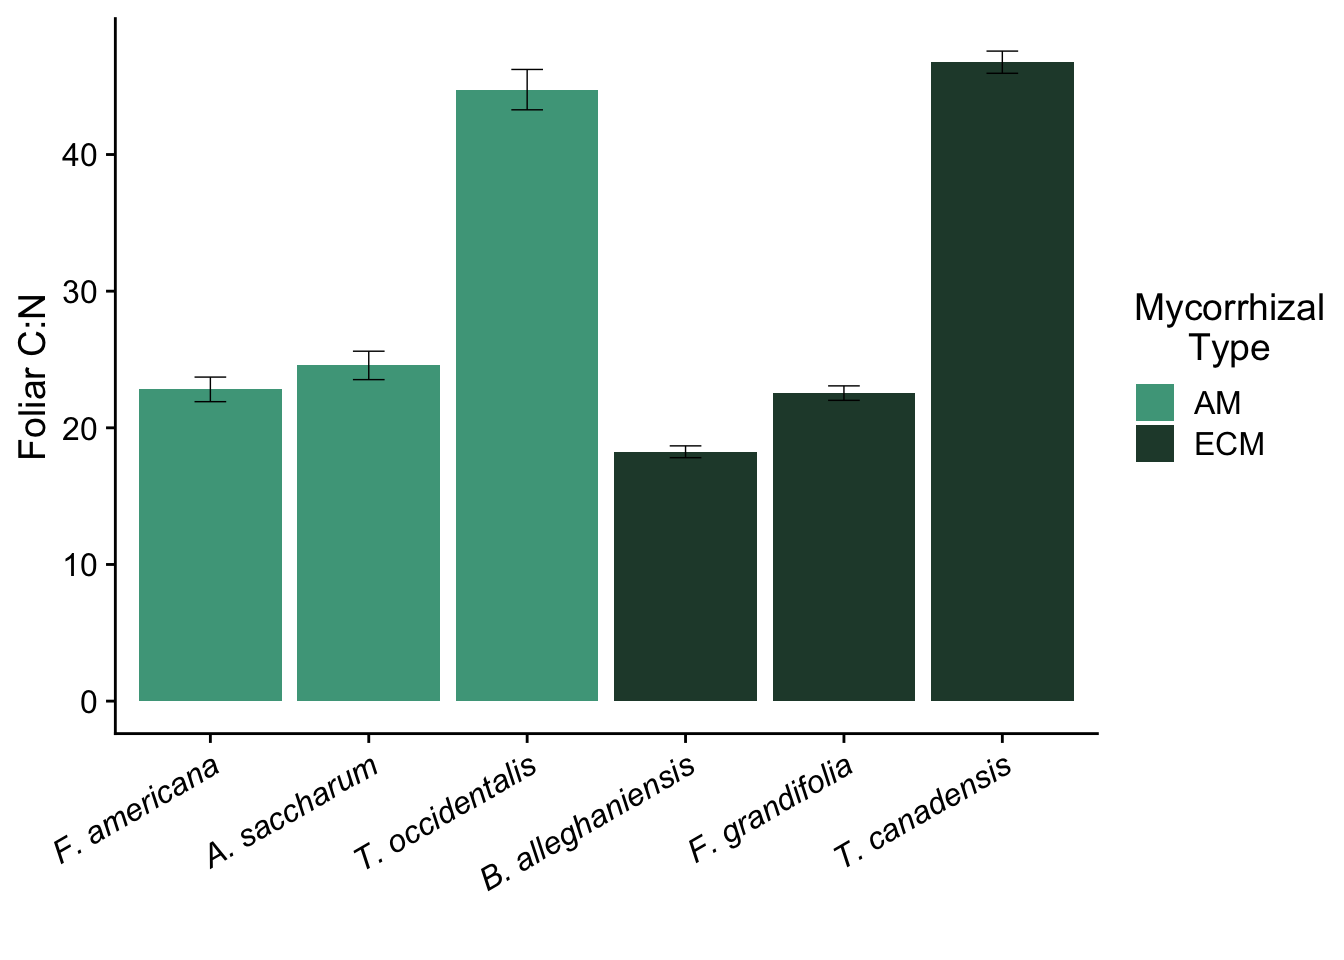 Foliar C:N
40
30
20
10
0
F. americana
A. saccharum
T. occidentalis
B. alleghaniensis
F. grandifolia
T. canadensis
Mycorrhizal
Type
AM
ECM